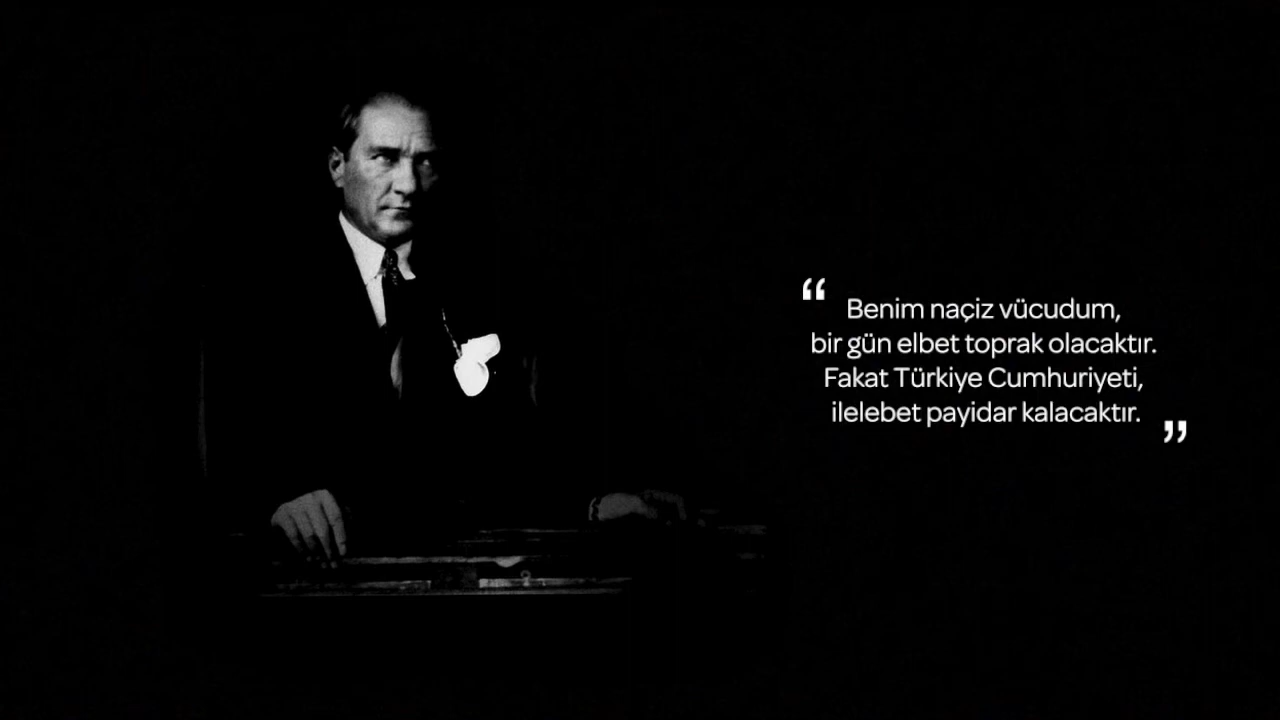 “ Benim naçiz vücudum,
bir gün elbet toprak olacaktır.
Fakat Türkiye Cumhuriyeti,
ilelebet payidar kalacaktır. ”